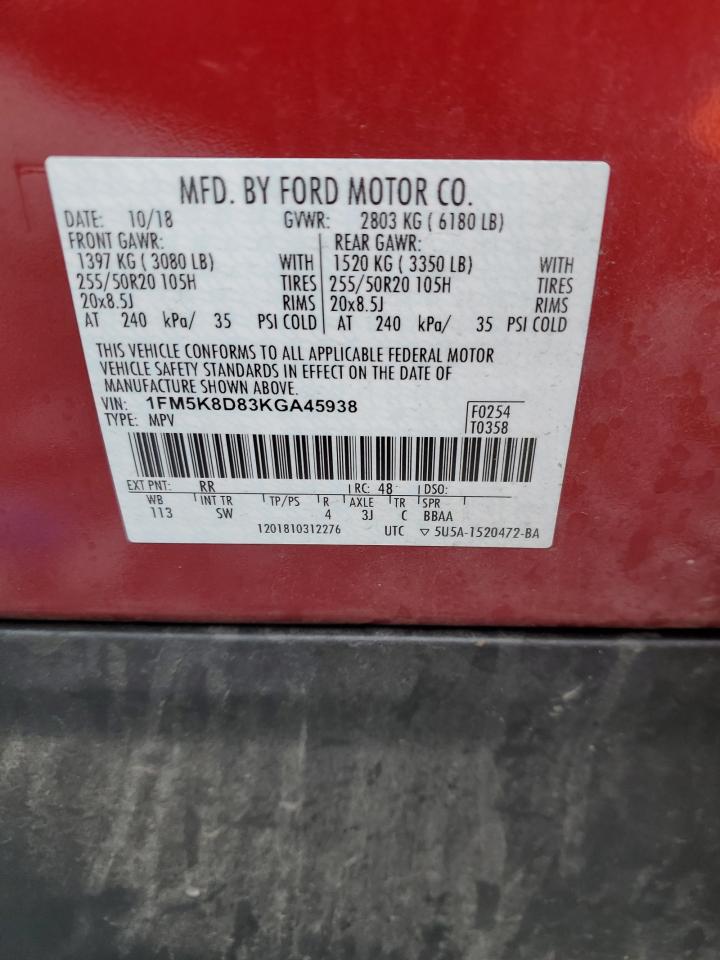 MFD. BY FORD MOTOR CO.
DATE: 10/18 GVWR: 2803 KG ( 6180 LB)
FRONT GAWR: REAR GAWR:
1397 KG ( 3080 LB) WITH 1520 KG ( 3350 LB) WITH
255/50R20 105H TIRES 255/50R20 105H TIRES
20x8.5J RIMS 20x8.5J RIMS
AT 240 kPa/ 35 PSI COLD AT 240 kPa/ 35 PSI COLD
THIS VEHICLE CONFORMS TO ALL APPLICABLE FEDERAL MOTOR
VEHICLE SAFETY STANDARDS IN EFFECT ON THE DATE OF
MANUFACTURE SHOWN ABOVE.
VIN: 1FM5K8D83KGA45938 F0254
TYPE: MPV T0358
EXT PNT: RR RC: 48 DSO:
WB INT TR TP/PS R AXLE TR SPR
113 SW 4 3J C BBAA
1201810312276 UTC ▽ 5U5A-1520472-BA